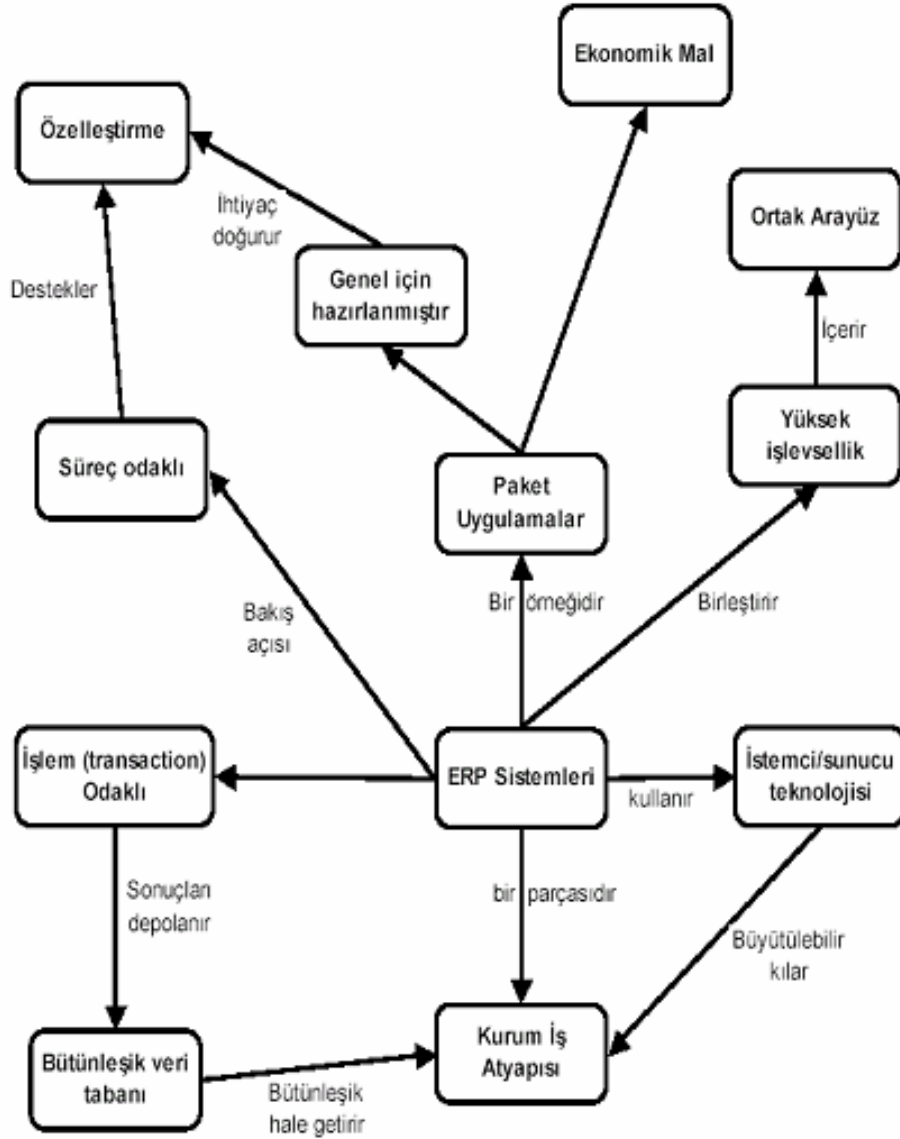 Ekonomik Mal
Özelleştirme
Ortak Arayüz
İhtiyaç
doğurur
Genel için
hazırlanmıştır
Destekler
İçerir
Yüksek
işlevsellik
Süreç odaklı
Paket
Uygulamalar
Bir örneğidir
Birleştirir
Bakış
açısı
İşlem (transaction)
Odaklı
ERP Sistemleri
kullanır
İstemci/sunucu
teknolojisi
Sonuçları
depolanır
bir parçasıdır
Büyütülebilir
kılar
Bütünleşik veri
tabanı
Bütünleşik
hale getirir
Kurum İş
Atyapısı